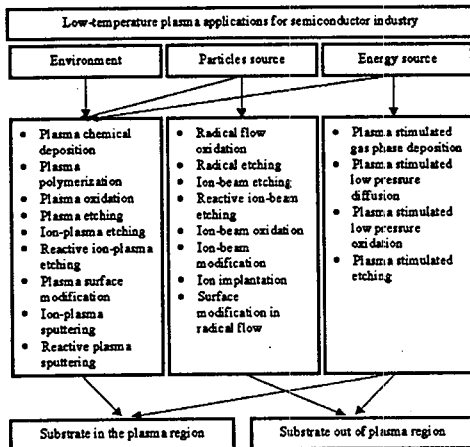 Low-temperature plasma applications for semiconductor industry
Environment
Particles source
Energy source
• Plasma chemical
deposition
• Plasma
polymerization
• Plasma oxidation
• Plasma etching
• Ion-plasma etching
• Reactive ion-plasma
etching
• Plasma surface
modification
• Ion-plasma
sputtering
• Reactive plasma
sputtering
• Radical flow
oxidation
• Radical etching
• Ion-beam etching
• Reactive ion-beam
etching
• Ion-beam oxidation
• Ion-beam
modification
• Ion implantation
• Surface
modification in
radical flow
• Plasma stimulated
gas phase deposition
• Plasma stimulated
low pressure
diffusion
• Plasma stimulated
low pressure
oxidation
• Plasma stimulated
etching
Substrate in the plasma region
Substrate out of plasma region